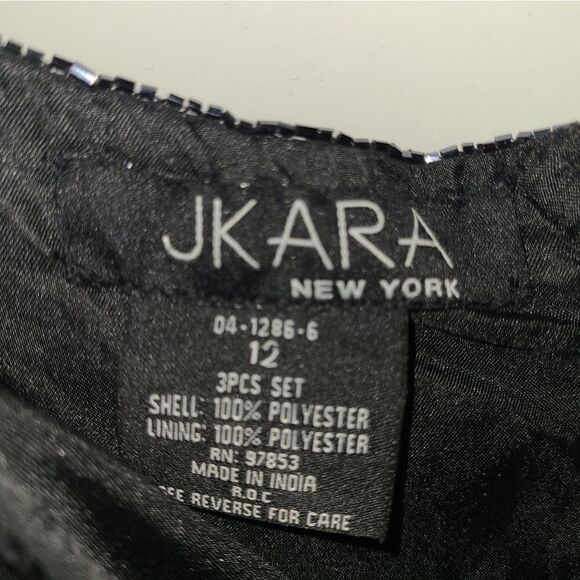 JKARA
NEW YORK
04-1286-6
12
3PCS SET
SHELL: 100% POLYESTER
LINING: 100% POLYESTER
RN: 97853
MADE IN INDIA
R.O.C
REVERSE FOR CARE